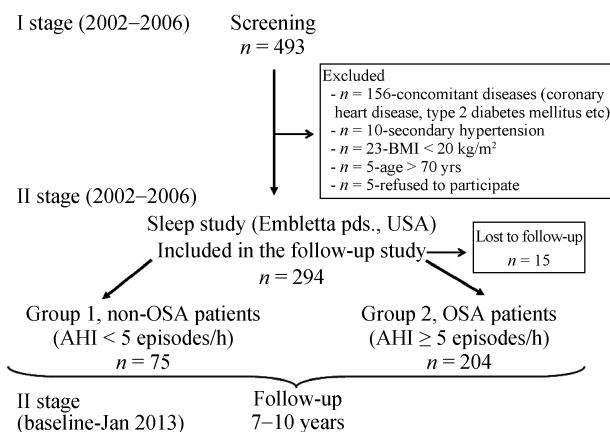 I stage (2002–2006)
Screening
n = 493
Excluded
- n = 156-concomitant diseases (coronary
heart disease, type 2 diabetes mellitus etc)
- n = 10-secondary hypertension
- n = 23-BMI < 20 kg/m²
- n = 5-age > 70 yrs
- n = 5-refused to participate
II stage (2002–2006)
Sleep study (Embletta pds., USA)
Included in the follow-up study
n = 294
Lost to follow-up
n = 15
Group 1, non-OSA patients
(AHI < 5 episodes/h)
n = 75
Group 2, OSA patients
(AHI ≥ 5 episodes/h)
n = 204
II stage
(baseline-Jan 2013)
Follow-up
7–10 years